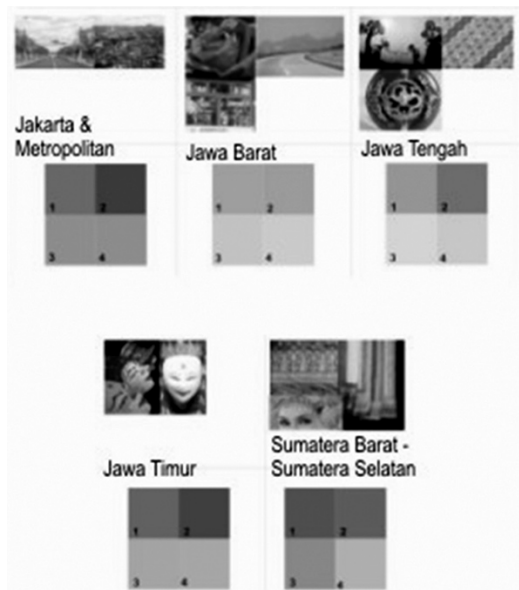 Jakarta &
Metropolitan
Jawa Barat
Jawa Tengah
1 2
3 4
1 2
3 4
1 2
3 4
Jawa Timur
Sumatera Barat -
Sumatera Selatan
1 2
3 4
1 2
3 4